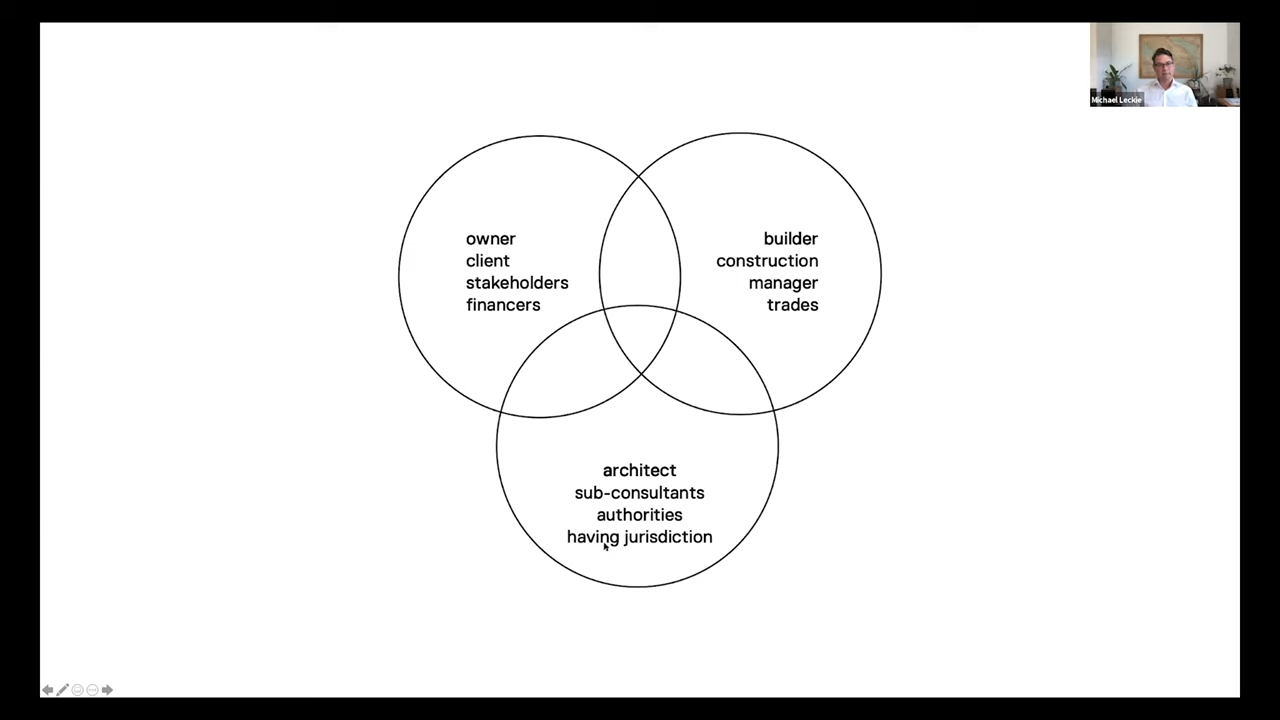 Michael Leckie
owner
client
stakeholders
financers
builder
construction
manager
trades
architect
sub-consultants
authorities
having jurisdiction